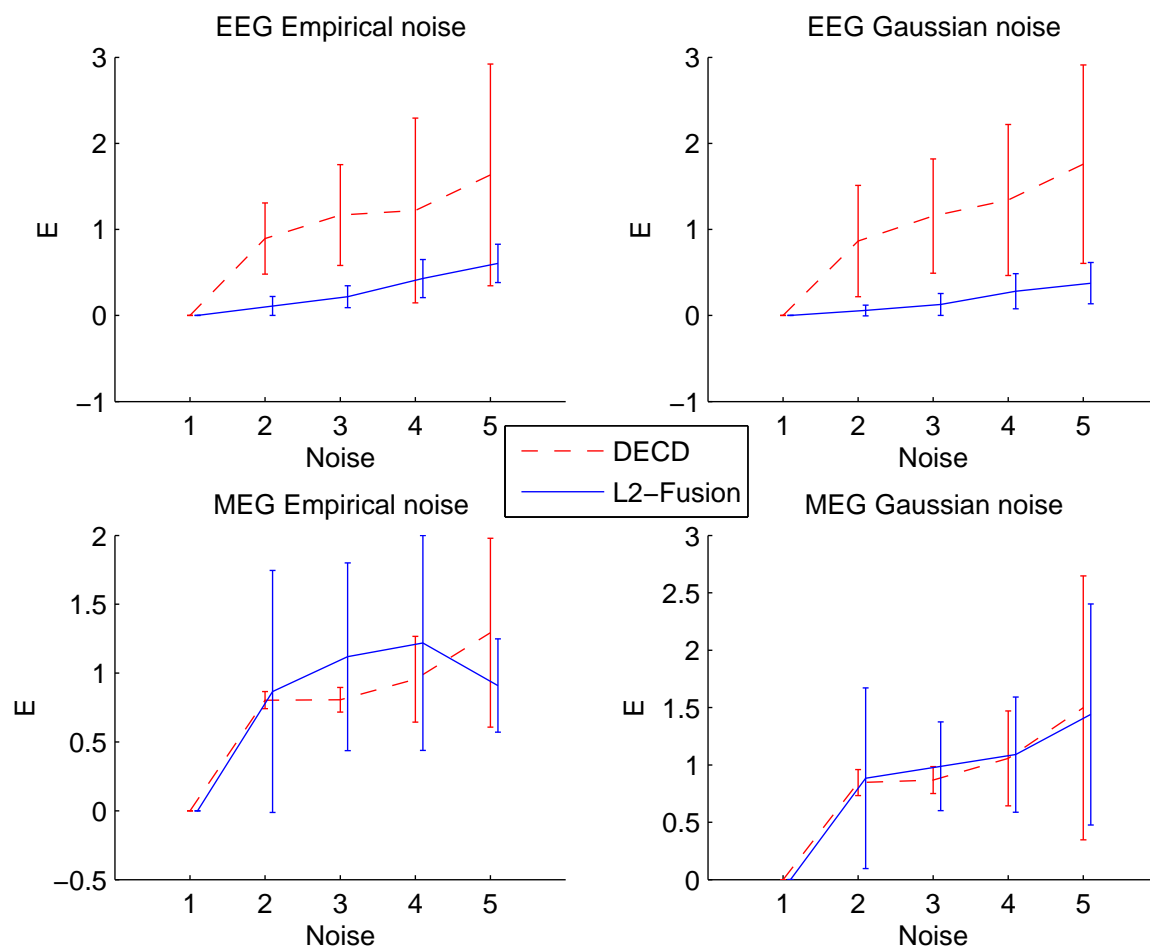 EEG Empirical noise
3
2
1
0
−1
E
1 2 3 4 5
Noise
EEG Gaussian noise
3
2
1
0
−1
E
1 2 3 4 5
Noise
DECD
L2−Fusion
MEG Empirical noise
2
1.5
1
0.5
0
−0.5
E
1 2 3 4 5
Noise
MEG Gaussian noise
3
2.5
2
1.5
1
0.5
0
E
1 2 3 4 5
Noise